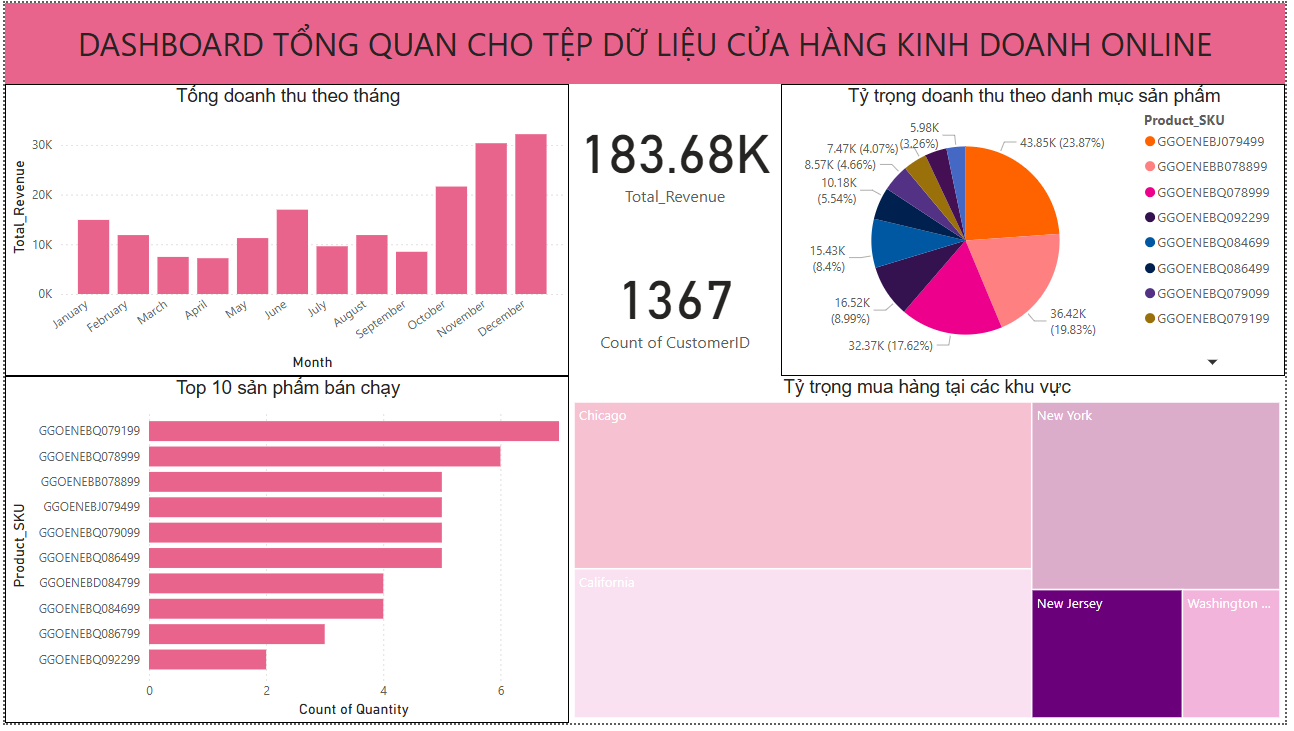 DASHBOARD TỔNG QUAN CHO TỆP DỮ LIỆU CỬA HÀNG KINH DOANH ONLINE
Tổng doanh thu theo tháng
Total_Revenue
30K
20K
10K
0K
January
February
March
April
May
June
July
August
September
October
November
December
Month
183.68K
Total_Revenue
1367
Count of CustomerID
Tỷ trọng doanh thu theo danh mục sản phẩm
43.85K (23.87%)
36.42K
(19.83%)
32.37K (17.62%)
16.52K
(8.99%)
15.43K
(8.4%)
10.18K
(5.54%)
8.57K (4.66%)
7.47K (4.07%)
5.98K
(3.26%)
Product_SKU
GGOENEBJ079499
GGOENEBB078899
GGOENEBQ078999
GGOENEBQ092299
GGOENEBQ084699
GGOENEBQ086499
GGOENEBQ079099
GGOENEBQ079199
Top 10 sản phẩm bán chạy
Product_SKU
GGOENEBQ079199
GGOENEBQ078999
GGOENEBB078899
GGOENEBJ079499
GGOENEBQ079099
GGOENEBQ086499
GGOENEBD084799
GGOENEBQ084699
GGOENEBQ086799
GGOENEBQ092299
0
2
4
6
Count of Quantity
Tỷ trọng mua hàng tại các khu vực
Chicago
California
New York
New Jersey
Washington ...